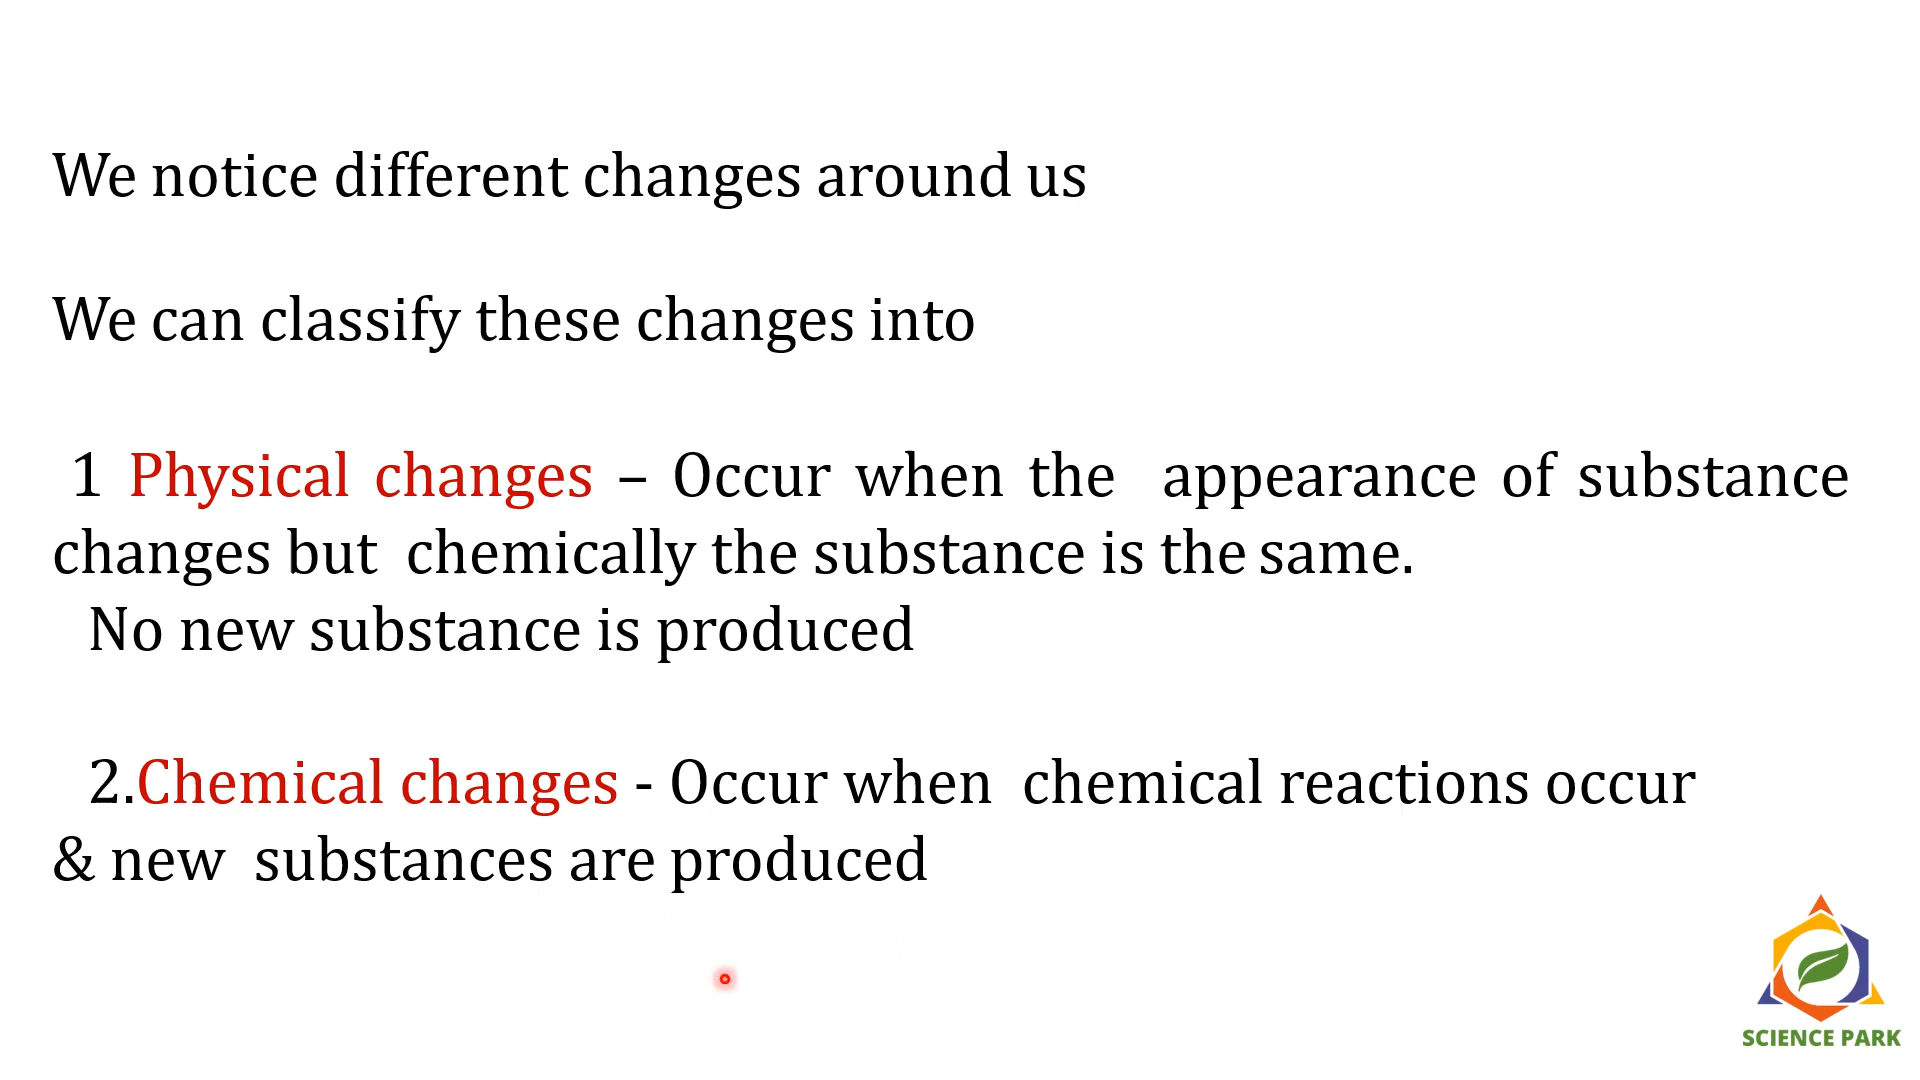 We notice different changes around us
We can classify these changes into
1 Physical changes – Occur when the appearance of substance
changes but chemically the substance is the same.
No new substance is produced
2.Chemical changes - Occur when chemical reactions occur
& new substances are produced
SCIENCE PARK